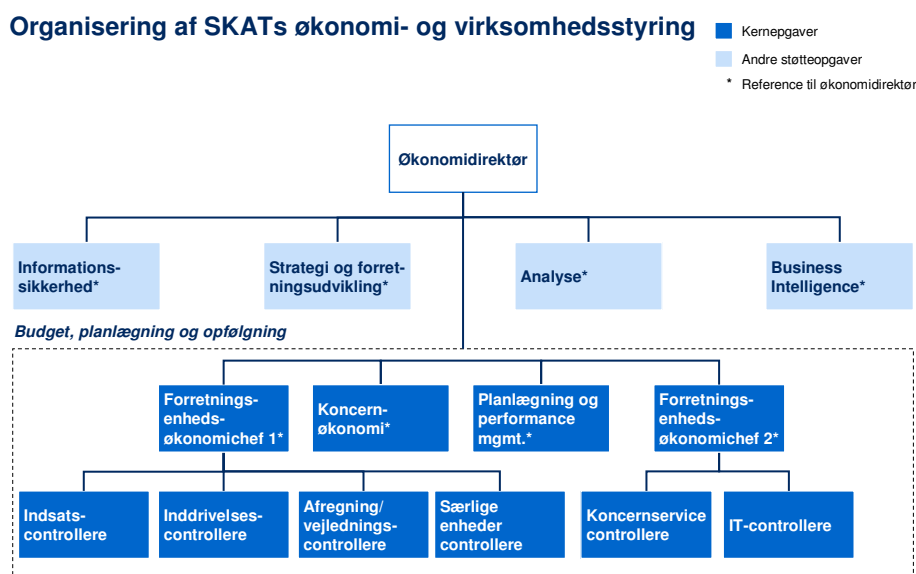 Organisering af SKATs økonomi- og virksomhedsstyring
Kernepgaver
Andre støtteopgaver
* Reference til økonomidirektør
Økonomidirektør
Informations-
sikkerhed*
Strategi og forret-
ningsudvikling*
Analyse*
Business
Intelligence*
Budget, planlægning og opfølgning
Forretnings-
enheds-
økonomichef 1*
Koncern-
økonomi*
Planlægning og
performance
mgmt.*
Forretnings-
enheds-
økonomichef 2*
Indsats-
controllere
Inddrivelses-
controllere
Afregning/
vejlednings-
controllere
Særlige
enheder
controllere
Koncernservice
controllere
IT-controllere